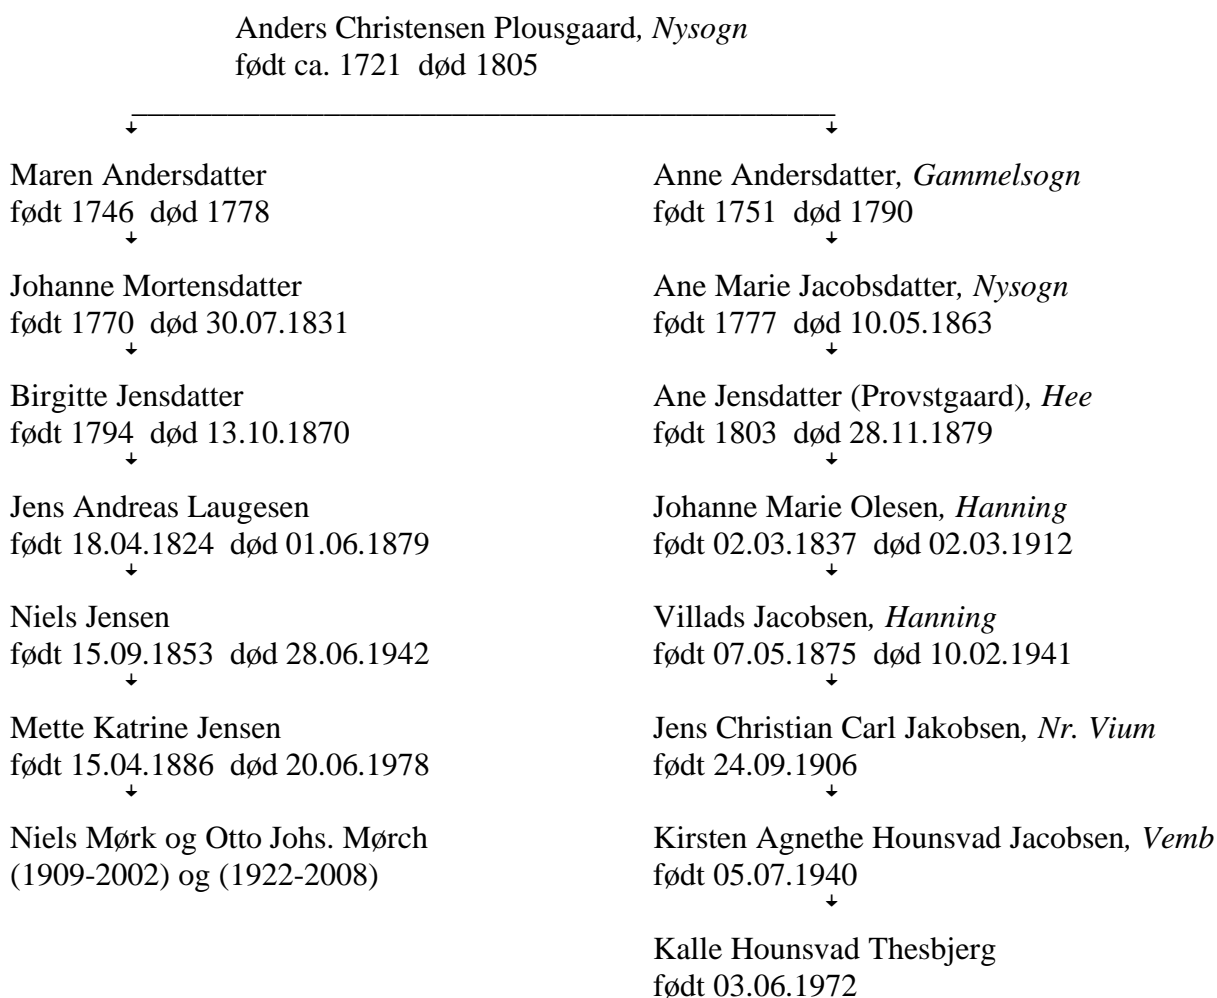 Anders Christensen Plousgaard, Nysogn
født ca. 1721 død 1805
Maren Andersdatter
født 1746 død 1778
Johanne Mortensdatter
født 1770 død 30.07.1831
Birgitte Jensdatter
født 1794 død 13.10.1870
Jens Andreas Laugesen
født 18.04.1824 død 01.06.1879
Niels Jensen
født 15.09.1853 død 28.06.1942
Mette Katrine Jensen
født 15.04.1886 død 20.06.1978
Niels Mørk og Otto Johs. Mørch
(1909-2002) og (1922-2008)
Anne Andersdatter, Gammelsogn
født 1751 død 1790
Ane Marie Jacobsdatter, Nysogn
født 1777 død 10.05.1863
Ane Jensdatter (Provstgaard), Hee
født 1803 død 28.11.1879
Johanne Marie Olesen, Hanning
født 02.03.1837 død 02.03.1912
Villads Jacobsen, Hanning
født 07.05.1875 død 10.02.1941
Jens Christian Carl Jakobsen, Nr. Vium
født 24.09.1906
Kirsten Agnethe Hounsvad Jacobsen, Vemb
født 05.07.1940
Kalle Hounsvad Thesbjerg
født 03.06.1972